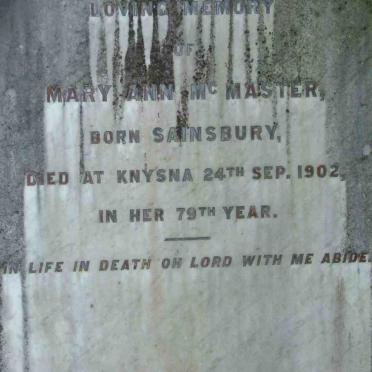 LOVING MEMORY
OF
MARY ANN Mc MASTER,
BORN SAINSBURY,
DIED AT KNYSNA 24TH SEP. 1902,
IN HER 79TH YEAR.
IN LIFE IN DEATH OH LORD WITH ME ABIDE.